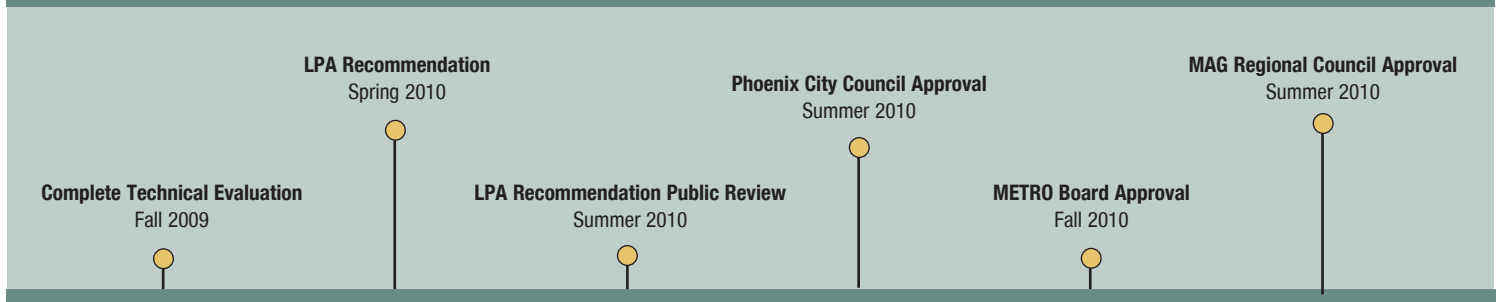 Complete Technical Evaluation
Fall 2009
LPA Recommendation
Spring 2010
LPA Recommendation Public Review
Summer 2010
Phoenix City Council Approval
Summer 2010
METRO Board Approval
Fall 2010
MAG Regional Council Approval
Summer 2010